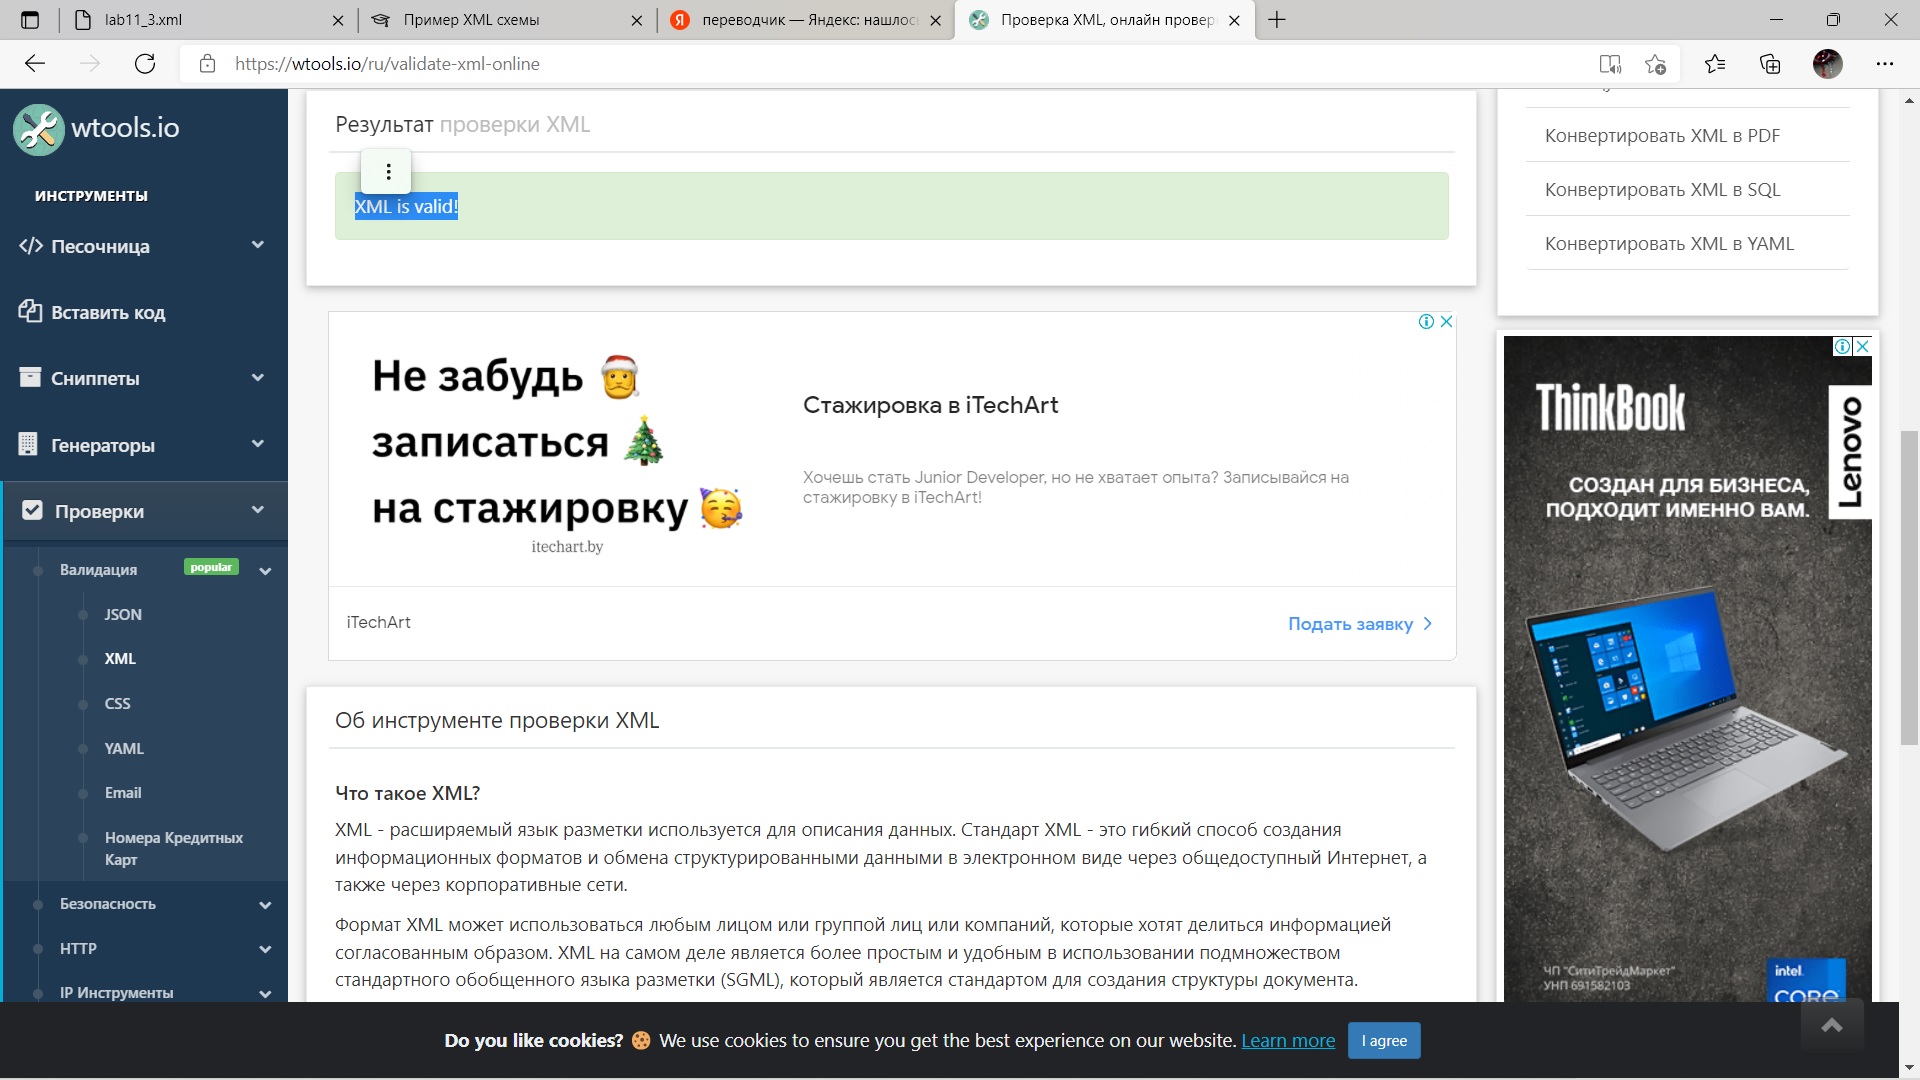 lab11_3.xml
Пример XML схемы
переводчик — Яндекс: нашлос
Проверка XML, онлайн провер
https://wtools.io/ru/validate-xml-online
wtools.io
ИНСТРУМЕНТЫ
Песочница
Вставить код
Сниппеты
Генераторы
Проверки
Валидация
popular
JSON
XML
CSS
YAML
Email
Номера Кредитных
Карт
Безопасность
HTTP
IP Инструменты
Результат проверки XML
XML is valid!
Не забудь
записаться
на стажировку
itechart.by
Стажировка в iTechArt
Хочешь стать Junior Developer, но не хватает опыта? Записывайся на
стажировку в iTechArt!
iTechArt
Подать заявку
Об инструменте проверки XML
Что такое XML?
XML - расширяемый язык разметки используется для описания данных. Стандарт XML - это гибкий способ создания
информационных форматов и обмена структурированными данными в электронном виде через общедоступный Интернет, а
также через корпоративные сети.
Формат XML может использоваться любым лицом или группой лиц или компаний, которые хотят делиться информацией
согласованным образом. XML на самом деле является более простым и удобным в использовании подмножеством
стандартного обобщенного языка разметки (SGML), который является стандартом для создания структуры документа.
Конвертировать XML в PDF
Конвертировать XML в SQL
Конвертировать XML в YAML
ThinkBook
Lenovo
СОЗДАН ДЛЯ БИЗНЕСА,
ПОДХОДИТ ИМЕННО ВАМ.
ЧП "СитиТрейдМаркет"
УНП 691582103
intel.
CORE
Do you like cookies? 🍪 We use cookies to ensure you get the best experience on our website. Learn more
I agree